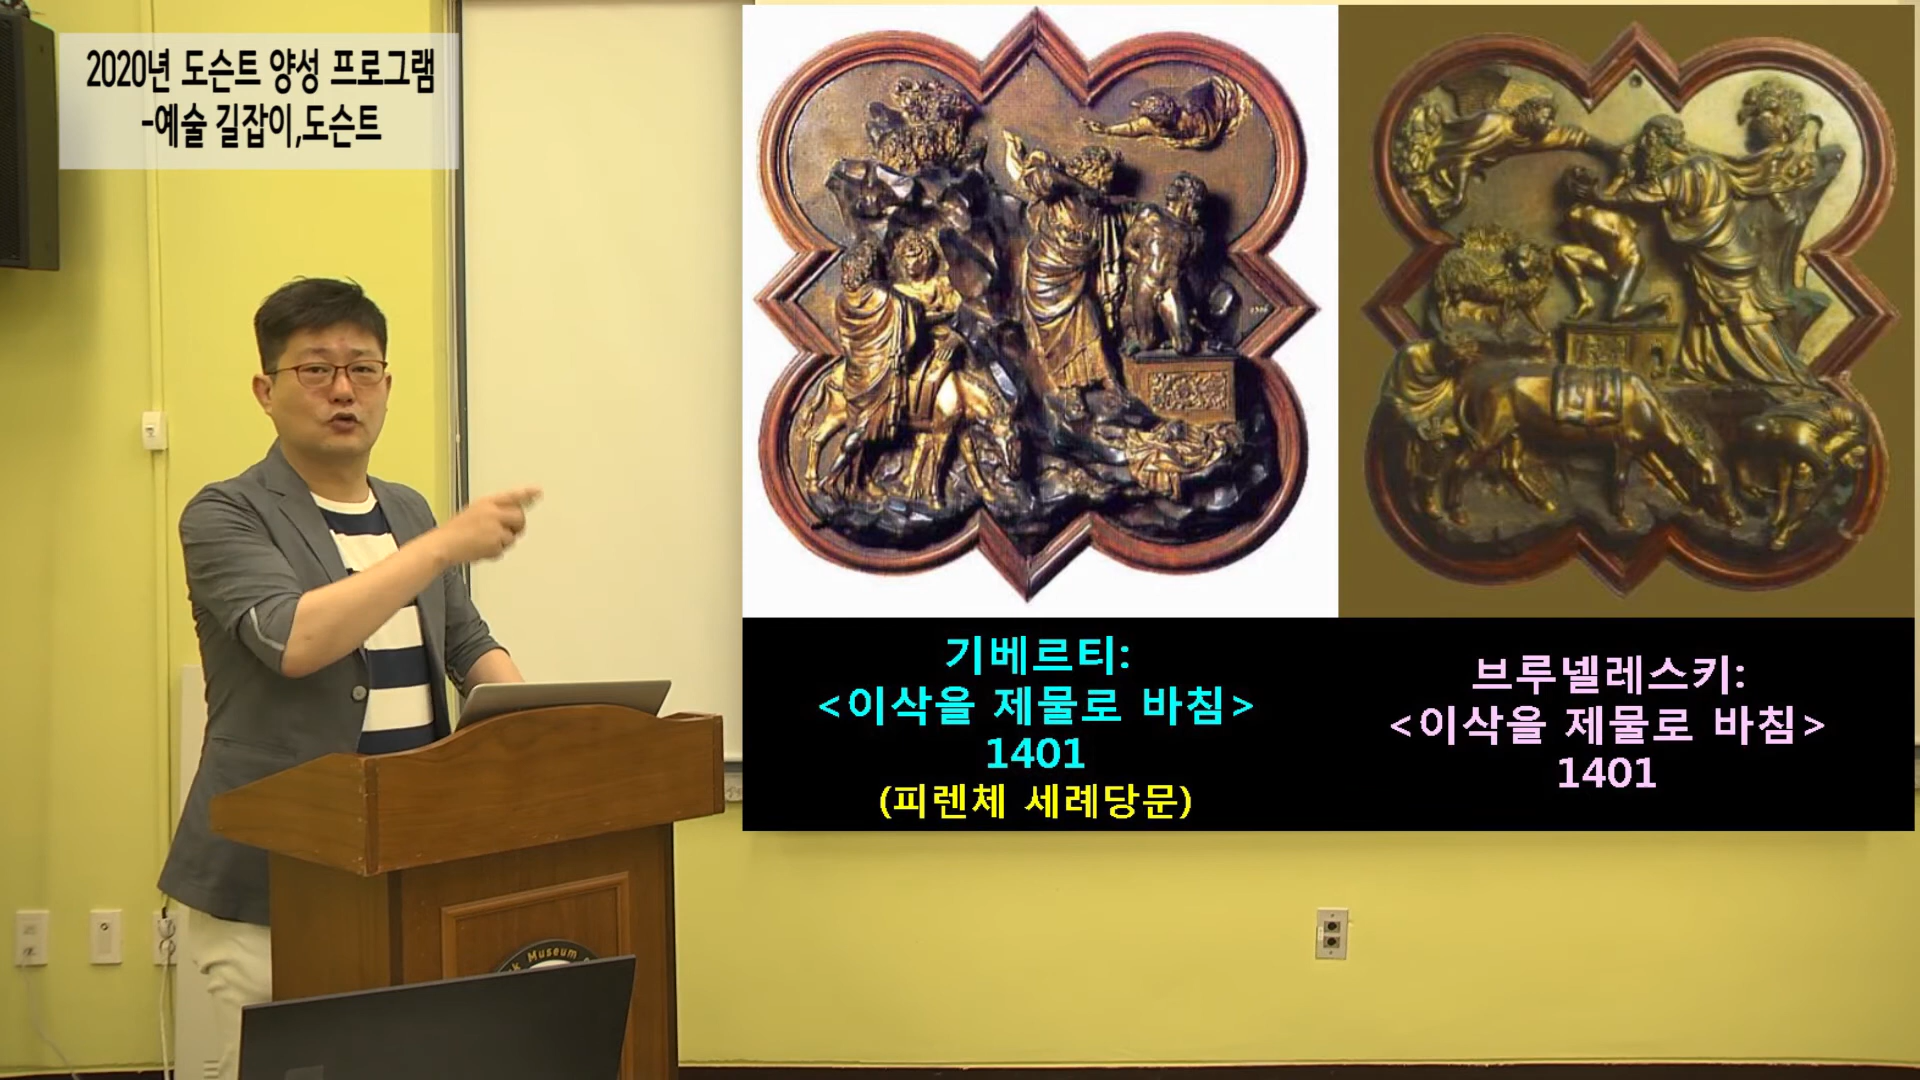 2020년 도슨트 양성 프로그램
-예술 길잡이,도슨트
기베르티:
<이삭을 제물로 바침>
1401
(피렌체 세례당문)
브루넬레스키:
<이삭을 제물로 바침>
1401
Museum